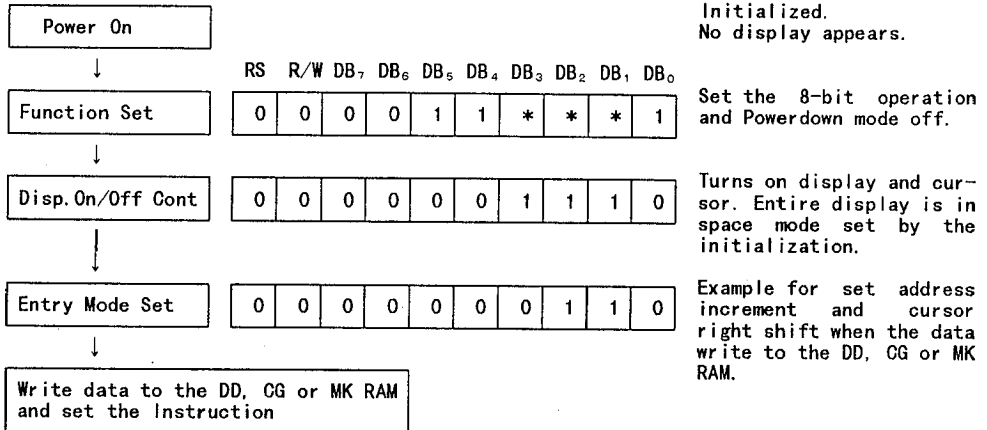 Power On
Initialized.
No display appears.
↓
RS R/W DB₇ DB₆ DB₅ DB₄ DB₃ DB₂ DB₁ DB₀
Function Set
0 0 0 0 1 1 * * * 1
Set the 8-bit operation
and Powerdown mode off.
↓
Disp.On/Off Cont
0 0 0 0 0 0 1 1 1 0
Turns on display and cur-
sor. Entire display is in
space mode set by the
initialization.
↓
Entry Mode Set
0 0 0 0 0 0 0 1 1 0
Example for set address
increment and cursor
right shift when the data
write to the DD, CG or MK
RAM.
↓
Write data to the DD, CG or MK RAM
and set the Instruction